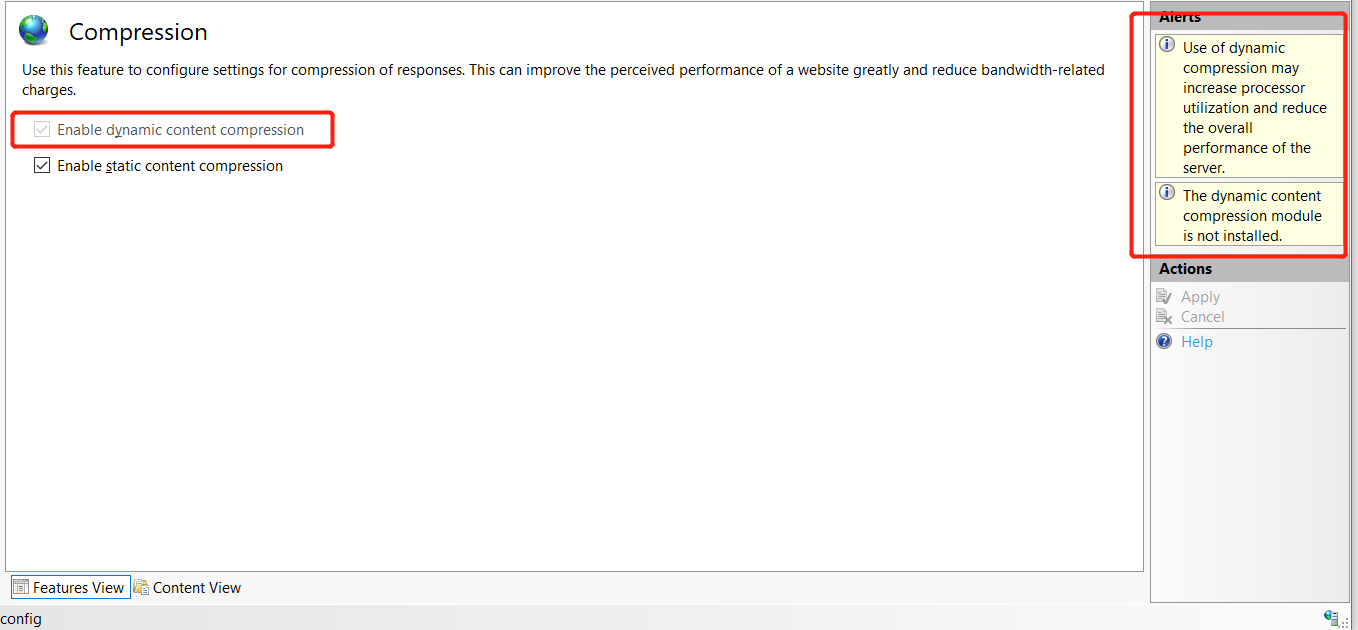 Compression
Use this feature to configure settings for compression of responses. This can improve the perceived performance of a website greatly and reduce bandwidth-related
charges.
Enable dynamic content compression
Enable static content compression
Features View
Content View
config
Alerts
Use of dynamic
compression may
increase processor
utilization and reduce
the overall
performance of the
server.
The dynamic content
compression module
is not installed.
Actions
Apply
Cancel
Help